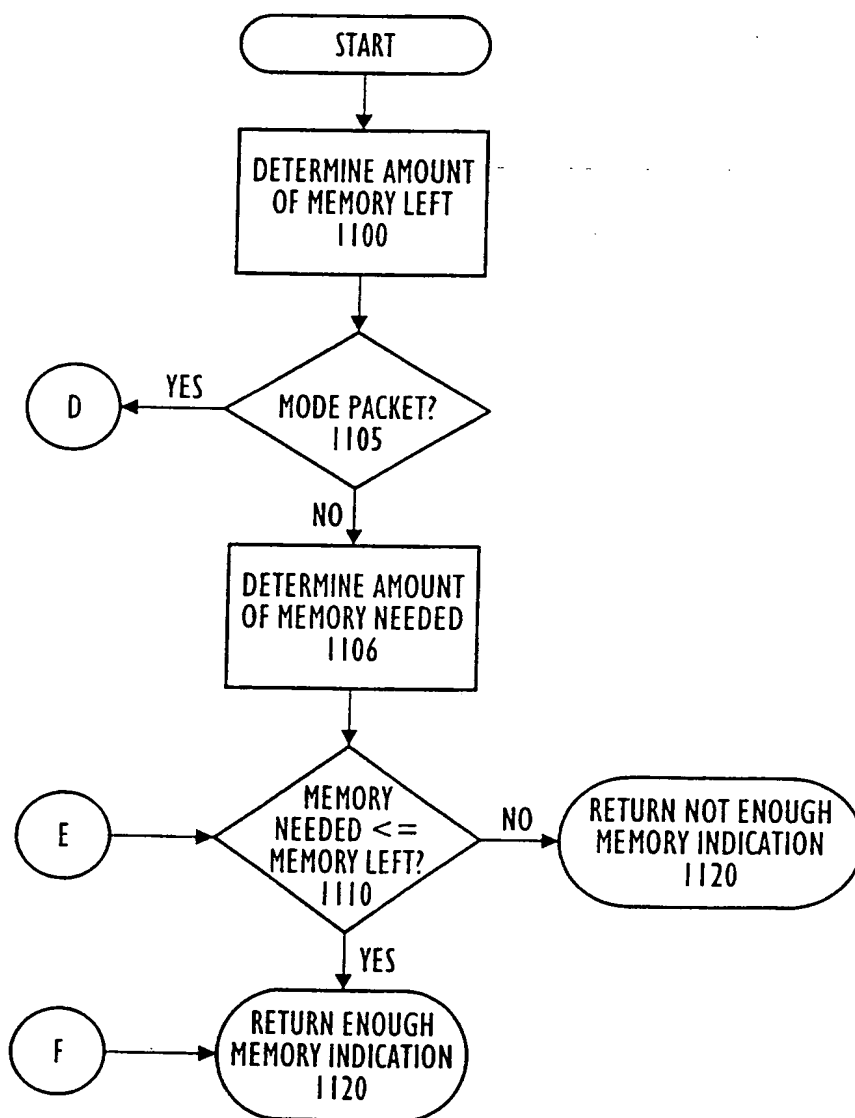 START
DETERMINE AMOUNT
OF MEMORY LEFT
1100
D
YES
MODE PACKET?
1105
NO
DETERMINE AMOUNT
OF MEMORY NEEDED
1106
E
MEMORY
NEEDED <=
MEMORY LEFT?
1110
NO
RETURN NOT ENOUGH
MEMORY INDICATION
1120
YES
F
RETURN ENOUGH
MEMORY INDICATION
1120